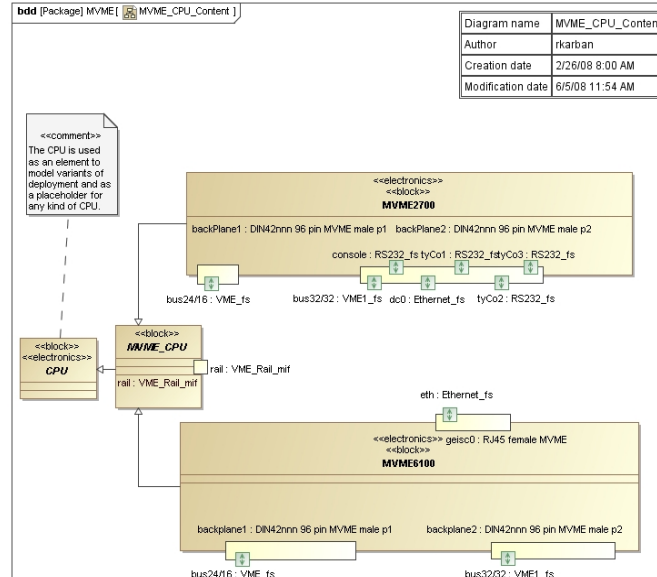 bdd [Package] MVME [ MVME_CPU_Content ]
Diagram name MVME_CPU_Conten
Author rkarban
Creation date 2/26/08 8:00 AM
Modification date 6/5/08 11:54 AM
<<comment>>
The CPU is used
as an element to
model variants of
deployment and as
a placeholder for
any kind of CPU.
<<electronics>>
<<block>>
MVME2700
backPlane1 : DIN42nnn 96 pin MVME male p1 backPlane2 : DIN42nnn 96 pin MVME male p2
console : RS232_fs tyCo1 : RS232_fs tyCo3 : RS232_fs
bus24/16 : VME_fs bus32/32 : VME1_fs dc0 : Ethernet_fs tyCo2 : RS232_fs
<<block>>
<<electronics>>
CPU
<<block>>
MVME_CPU
rail : VME_Rail_mif
rail : VME_Rail_mif
eth : Ethernet_fs
<<electronics>> geisc0 : RJ45 female MVME
<<block>>
MVME6100
backplane1 : DIN42nnn 96 pin MVME male p1 backplane2 : DIN42nnn 96 pin MVME male p2
bus24/16 : VME_fs bus32/32 : VME1_fs